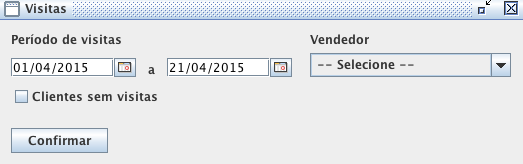 Visitas
Período de visitas Vendedor
01/04/2015 a 21/04/2015 -- Selecione --
Clientes sem visitas
Confirmar